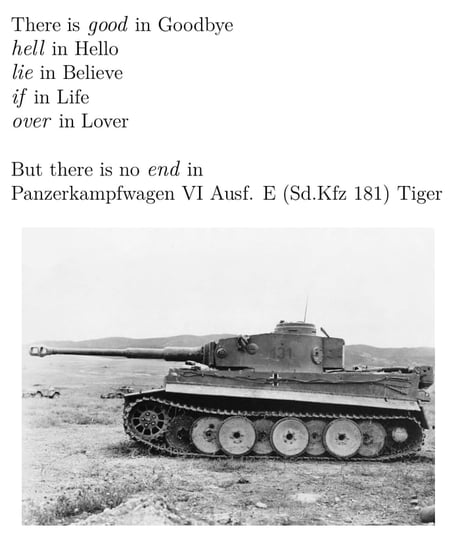 There is good in Goodbye
hell in Hello
lie in Believe
if in Life
over in Lover
But there is no end in
Panzerkampfwagen VI Ausf. E (Sd.Kfz 181) Tiger
131